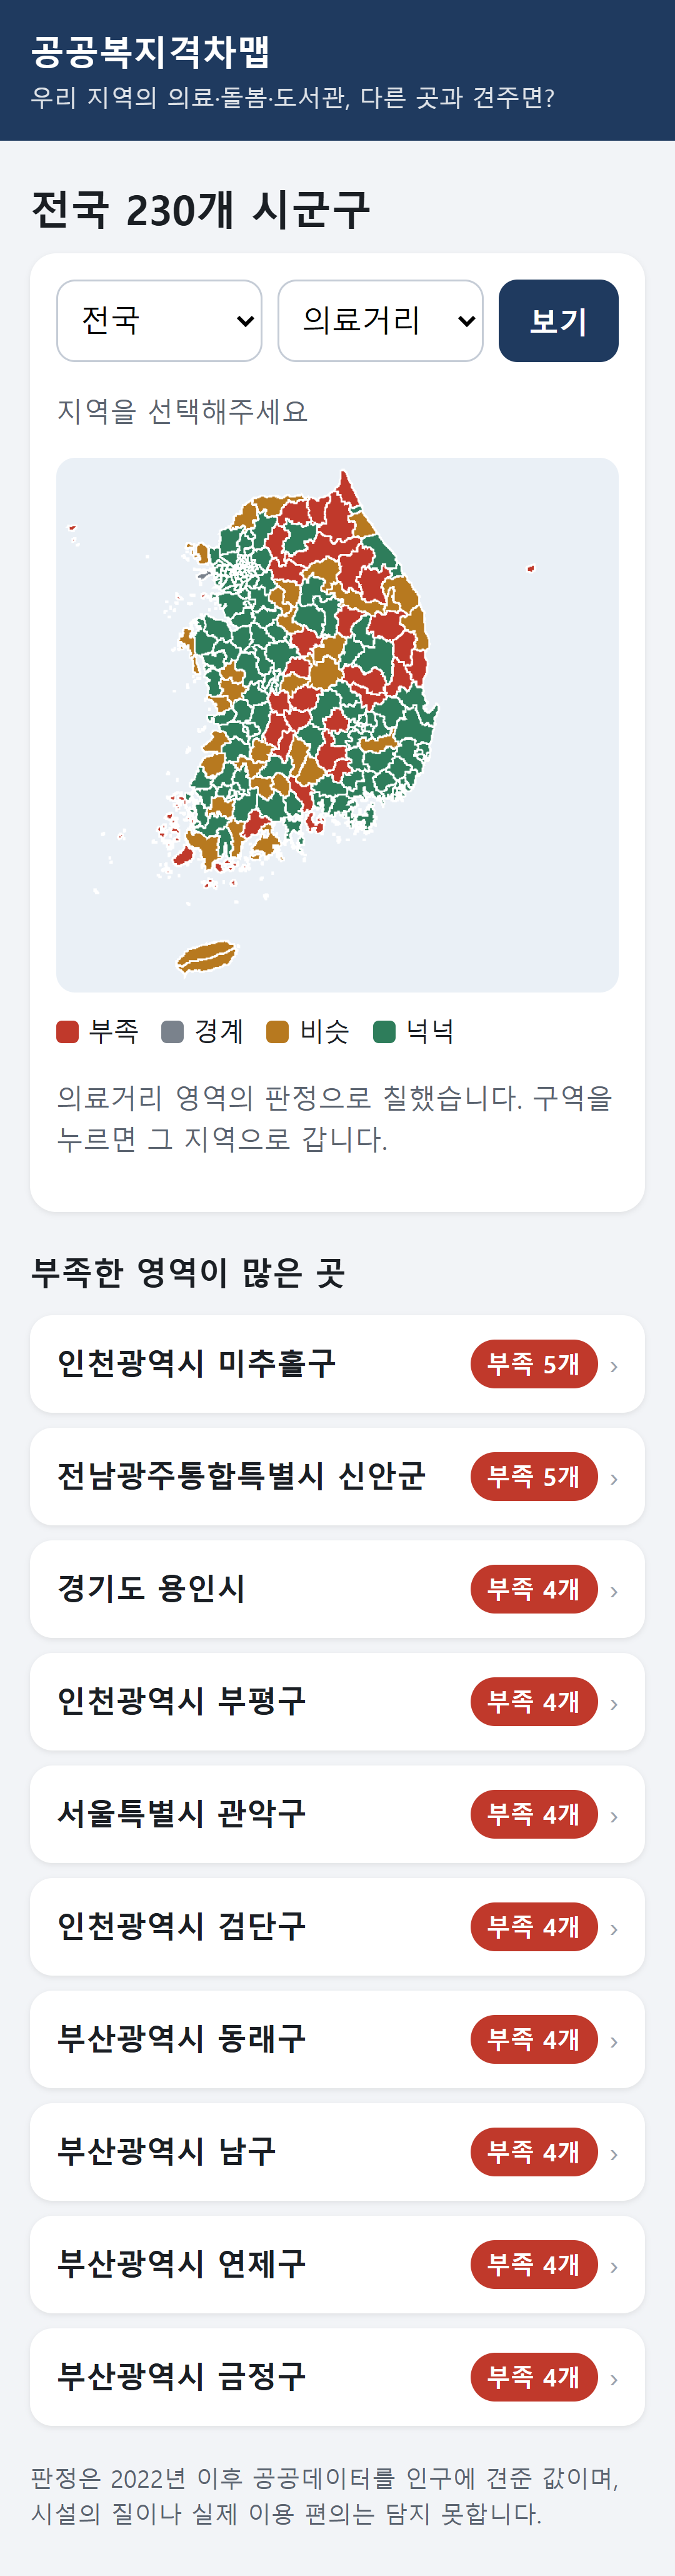 공공복지격차맵
우리 지역의 의료·돌봄·도서관, 다른 곳과 견주면?
전국 230개 시군구
전국 의료거리 보기
지역을 선택해주세요
부족 경계 비슷 넉넉
의료거리 영역의 판정으로 칠했습니다. 구역을
누르면 그 지역으로 갑니다.
부족한 영역이 많은 곳
인천광역시 미추홀구 부족 5개 ›
전남광주통합특별시 신안군 부족 5개 ›
경기도 용인시 부족 4개 ›
인천광역시 부평구 부족 4개 ›
서울특별시 관악구 부족 4개 ›
인천광역시 검단구 부족 4개 ›
부산광역시 동래구 부족 4개 ›
부산광역시 남구 부족 4개 ›
부산광역시 연제구 부족 4개 ›
부산광역시 금정구 부족 4개 ›
판정은 2022년 이후 공공데이터를 인구에 견준 값이며,
시설의 질이나 실제 이용 편의는 담지 못합니다.